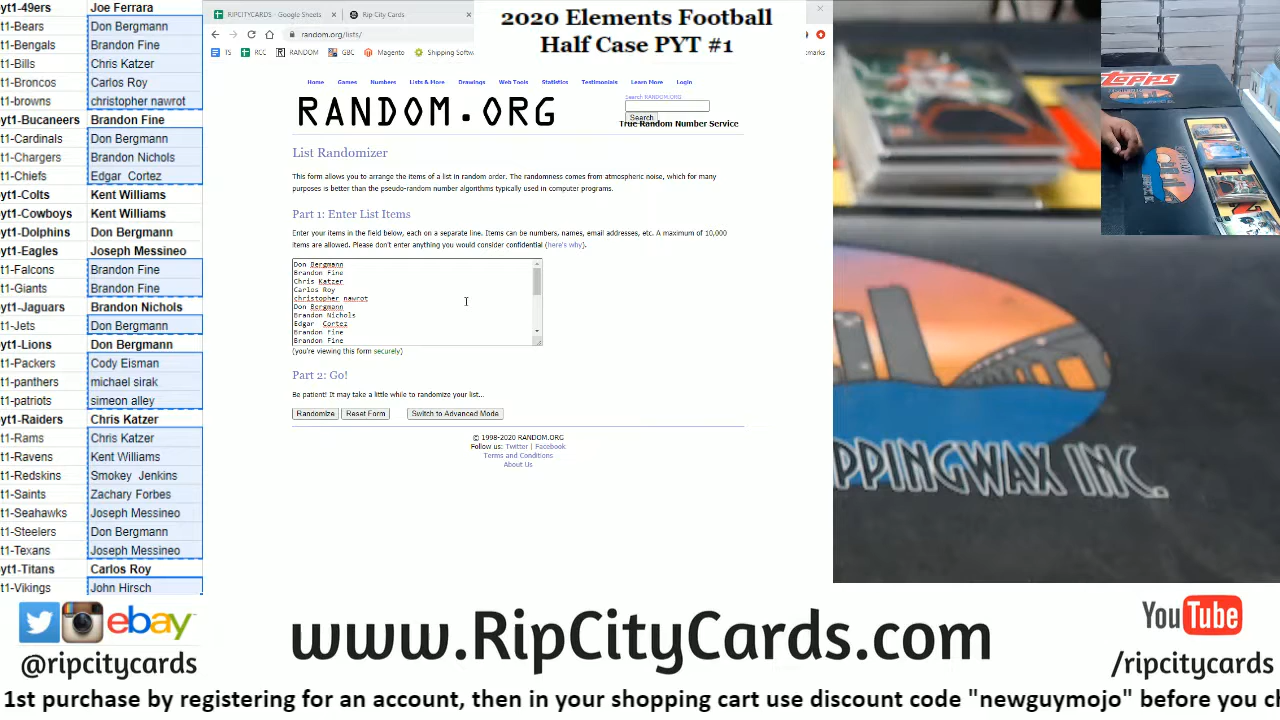 yt1-49ers Joe Ferrara
t1-Bears Don Bergmann
t1-Bengals Brandon Fine
t1-Bills Chris Katzer
t1-Broncos Carlos Roy
t1-browns christopher nawrot
yt1-Bucaneers Brandon Fine
t1-Cardinals Don Bergmann
t1-Chargers Brandon Nichols
t1-Chiefs Edgar Cortez
yt1-Colts Kent Williams
yt1-Cowboys Kent Williams
yt1-Dolphins Don Bergmann
yt1-Eagles Joseph Messineo
t1-Falcons Brandon Fine
t1-Giants Brandon Fine
yt1-Jaguars Brandon Nichols
t1-Jets Don Bergmann
yt1-Lions Don Bergmann
t1-Packers Cody Eisman
t1-panthers michael sirak
t1-patriots simeon alley
yt1-Raiders Chris Katzer
t1-Rams Chris Katzer
t1-Ravens Kent Williams
t1-Redskins Smokey Jenkins
t1-Saints Zachary Forbes
t1-Seahawks Joseph Messineo
t1-Steelers Don Bergmann
t1-Texans Joseph Messineo
yt1-Titans Carlos Roy
t1-Vikings John Hirsch
RIPCITYCARDS - Google Sheets
Rip City Cards
random.org/lists/
TS RCC RANDOM GBC Magento Shipping Softw
okmarks
2020 Elements Football
Half Case PYT #1
Home Games Numbers Lists & More Drawings Web Tools Statistics Testimonials Learn More Login
RANDOM.ORG
Search RANDOM.ORG
Search
True Random Number Service
List Randomizer
This form allows you to arrange the items of a list in random order. The randomness comes from atmospheric noise, which for many
purposes is better than the pseudo-random number algorithms typically used in computer programs.
Part 1: Enter List Items
Enter your items in the field below, each on a separate line. Items can be numbers, names, email addresses, etc. A maximum of 10,000
items are allowed. Please don't enter anything you would consider confidential (here's why).
Don Bergmann
Brandon Fine
Chris Katzer
Carlos Roy
christopher nawrot
Don Bergmann
Brandon Nichols
Edgar Cortez
Brandon Fine
Brandon Fine
(you're viewing this form securely)
Part 2: Go!
Be patient! It may take a little while to randomize your list...
Randomize Reset Form Switch to Advanced Mode
© 1998-2020 RANDOM.ORG
Follow us: Twitter | Facebook
Terms and Conditions
About Us
TOPPS
PPINGWAX INC.
ebay
@ripcitycards
www.RipCityCards.com
YouTube
/ripcitycards
1st purchase by registering for an account, then in your shopping cart use discount code "newguymojo" before you ch